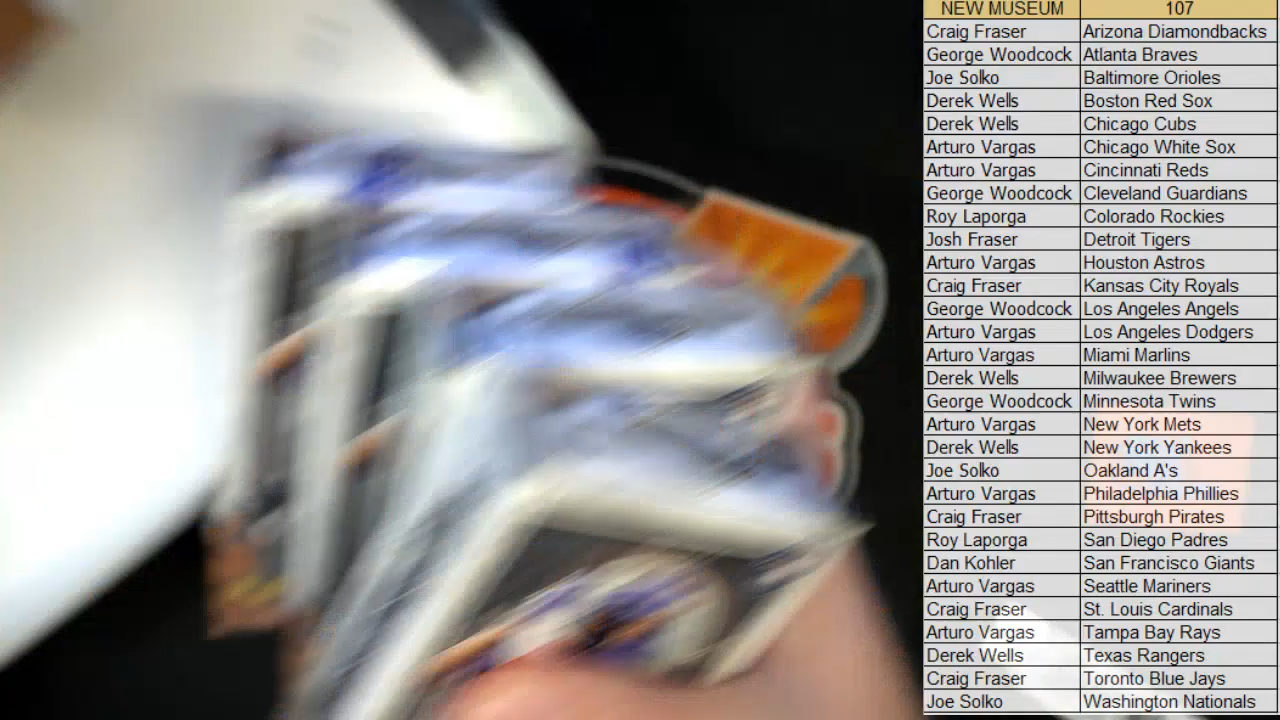 NEW MUSEUM 107
Craig Fraser Arizona Diamondbacks
George Woodcock Atlanta Braves
Joe Solko Baltimore Orioles
Derek Wells Boston Red Sox
Derek Wells Chicago Cubs
Arturo Vargas Chicago White Sox
Arturo Vargas Cincinnati Reds
George Woodcock Cleveland Guardians
Roy Laporga Colorado Rockies
Josh Fraser Detroit Tigers
Arturo Vargas Houston Astros
Craig Fraser Kansas City Royals
George Woodcock Los Angeles Angels
Arturo Vargas Los Angeles Dodgers
Arturo Vargas Miami Marlins
Derek Wells Milwaukee Brewers
George Woodcock Minnesota Twins
Arturo Vargas New York Mets
Derek Wells New York Yankees
Joe Solko Oakland A's
Arturo Vargas Philadelphia Phillies
Craig Fraser Pittsburgh Pirates
Roy Laporga San Diego Padres
Dan Kohler San Francisco Giants
Arturo Vargas Seattle Mariners
Craig Fraser St. Louis Cardinals
Arturo Vargas Tampa Bay Rays
Derek Wells Texas Rangers
Craig Fraser Toronto Blue Jays
Joe Solko Washington Nationals